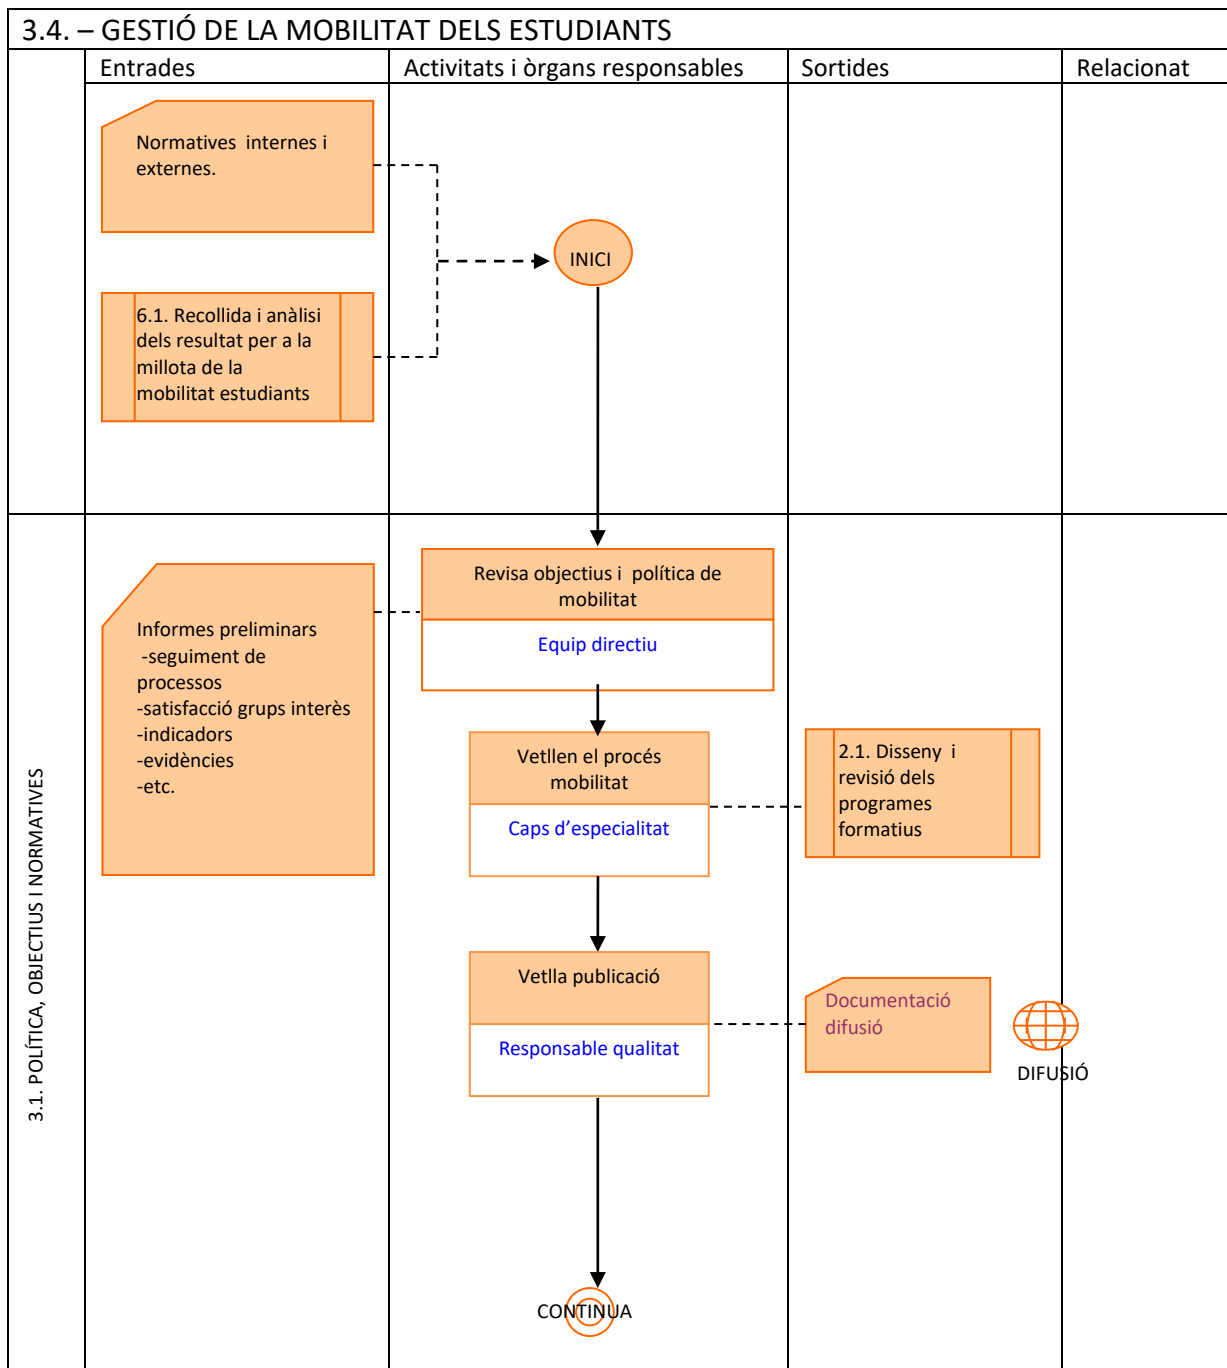 3.4. – GESTIÓ DE LA MOBILITAT DELS ESTUDIANTS
Entrades
Activitats i òrgans responsables
Sortides
Relacionat
Normatives internes i
externes.
INICI
6.1. Recollida i anàlisi
dels resultat per a la
millota de la
mobilitat estudiants
3.1. POLÍTICA, OBJECTIUS I NORMATIVES
Revisa objectius i política de
mobilitat
Equip directiu
Informes preliminars
-seguiment de
processos
-satisfacció grups interès
-indicadors
-evidències
-etc.
Vetllen el procés
mobilitat
Caps d’especialitat
2.1. Disseny i
revisió dels
programes
formatius
Vetlla publicació
Responsable qualitat
Documentació
difusió
DIFUSIÓ
CONTINUA